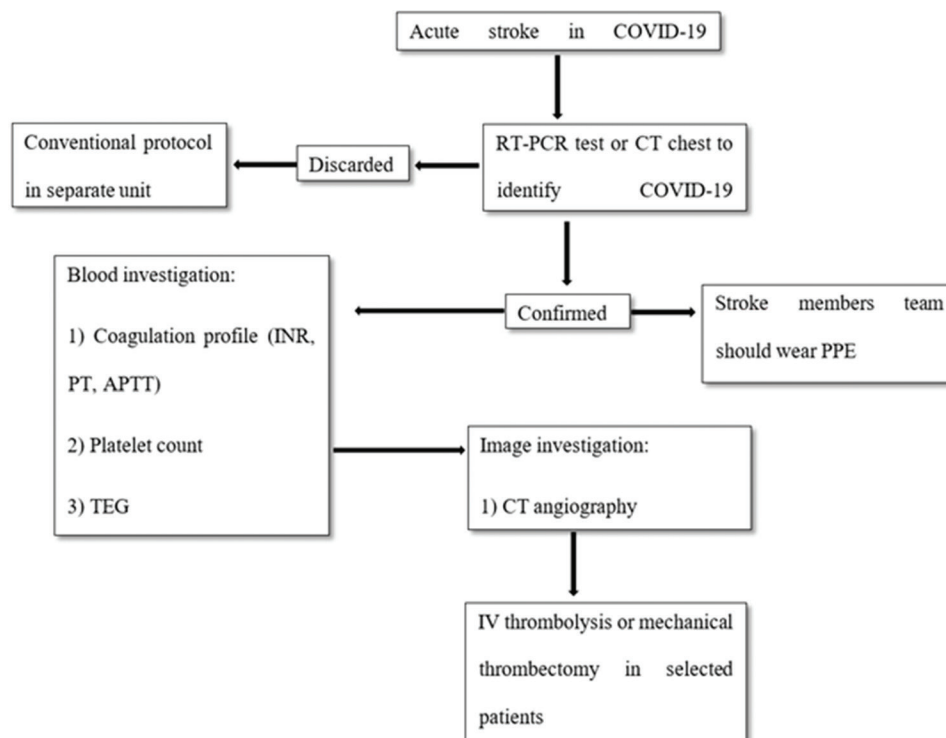 Acute stroke in COVID-19
RT-PCR test or CT chest to
identify COVID-19
Discarded
Conventional protocol
in separate unit
Confirmed
Stroke members team
should wear PPE
Blood investigation:
1) Coagulation profile (INR,
PT, APTT)
2) Platelet count
3) TEG
Image investigation:
1) CT angiography
IV thrombolysis or mechanical
thrombectomy in selected
patients